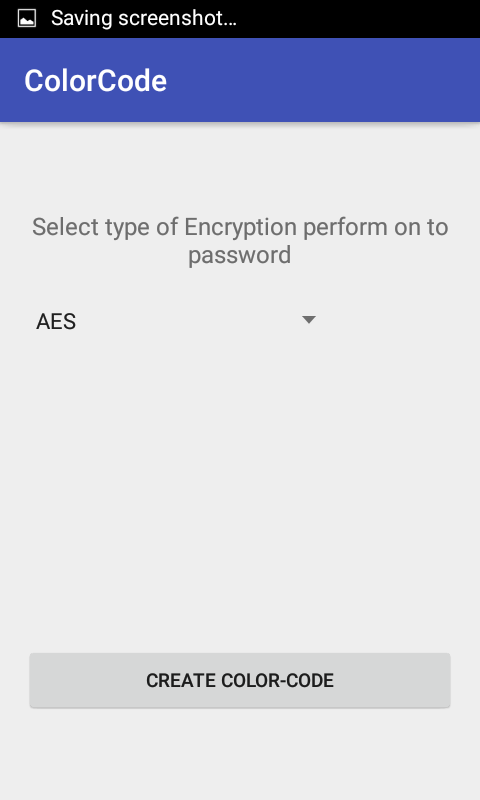 Saving screenshot...
ColorCode
Select type of Encryption perform on to
password
AES
CREATE COLOR-CODE